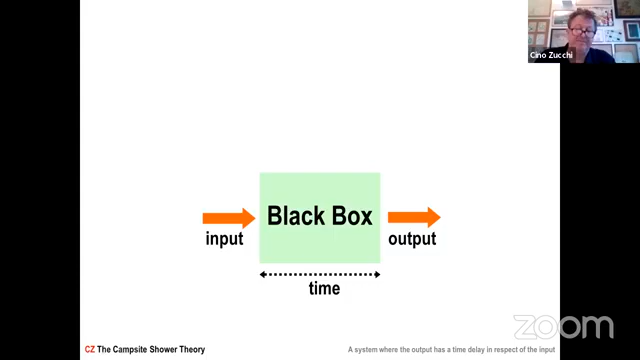 Cino Zucchi
Black Box
input
output
time
CZ The Campsite Shower Theory
A system where the output has a time delay in respect of the input
zoom